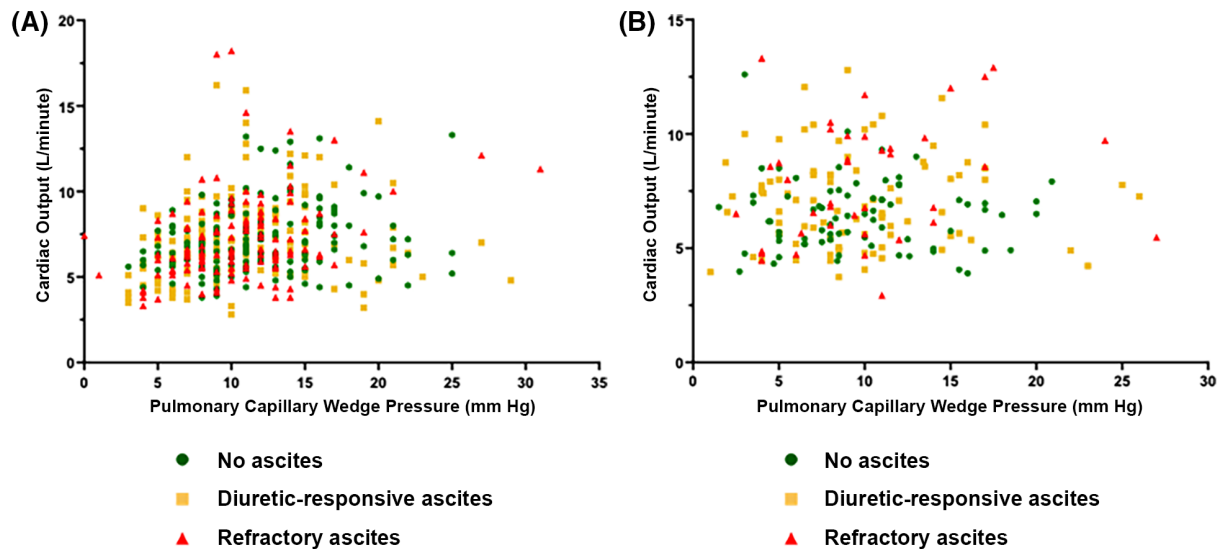 (A)
20
15
10
5
0
Cardiac Output (L/minute)
0 5 10 15 20 25 30 35
Pulmonary Capillary Wedge Pressure (mm Hg)
No ascites
Diuretic-responsive ascites
Refractory ascites
(B)
15
10
5
0
Cardiac Output (L/minute)
0 5 10 15 20 25 30
Pulmonary Capillary Wedge Pressure (mm Hg)
No ascites
Diuretic-responsive ascites
Refractory ascites